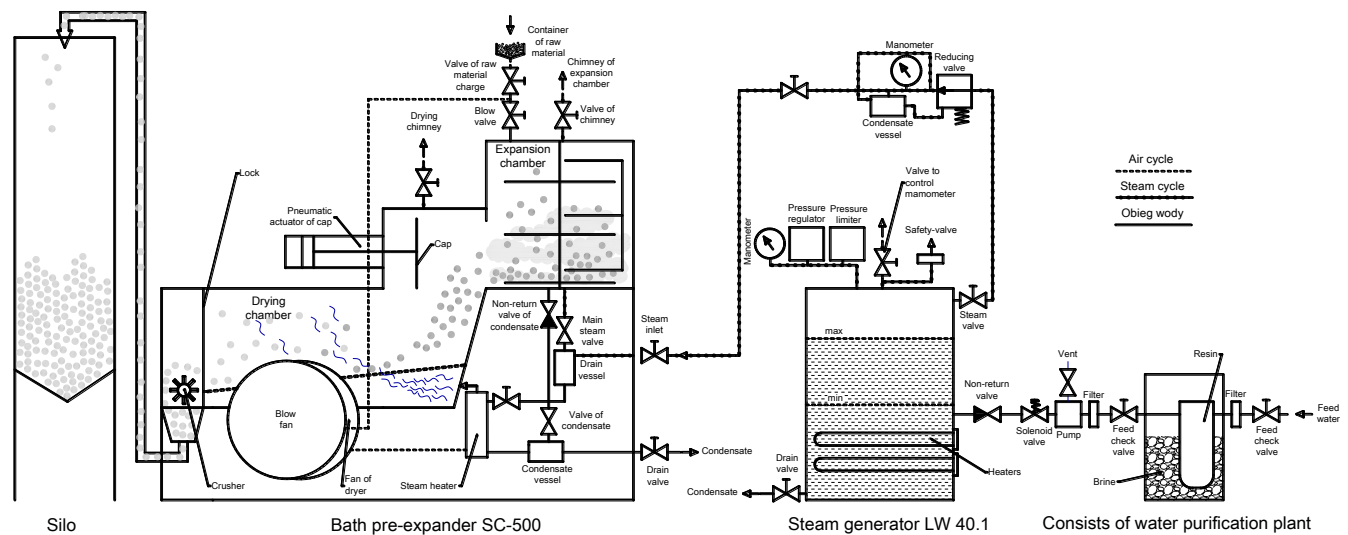 Container
of raw
material
Valve of raw
material
charge
Chimney of
expansion
chamber
Blow
valve
Valve of
chimney
Drying
chimney
Expansion
chamber
Lock
Pneumatic
actuator of cap
Cap
Drying
chamber
Non-return
valve of
condensate
Main
steam
valve
Drain
vessel
Steam
inlet
Blow
fan
Valve of
condensate
Condensate
vessel
Drain
valve
Condensate
Crusher
Fan of
dryer
Steam heater
Manometer
Reducing
valve
Condensate
vessel
Valve to
control
mamometer
Manometer
Pressure
regulator
Pressure
limiter
Safety-valve
Steam
valve
max
min
Heaters
Drain
valve
Condensate
Non-return
valve
Solenoid
valve
Vent
Pump
Filter
Feed
check
valve
Resin
Filter
Feed
check
valve
Feed
water
Brine
Air cycle
Steam cycle
Obieg wody
Silo
Bath pre-expander SC-500
Steam generator LW 40.1
Consists of water purification plant